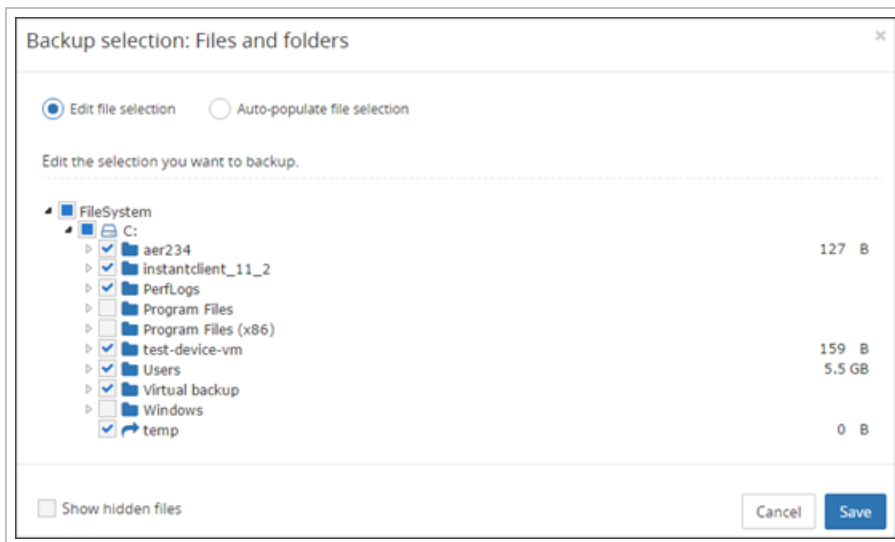 Backup selection: Files and folders
Edit file selection Auto-populate file selection
Edit the selection you want to backup.
FileSystem
C:
aer234 127 B
instantclient_11_2
PerfLogs
Program Files
Program Files (x86)
test-device-vm 159 B
Users 5.5 GB
Virtual backup
Windows
temp 0 B
Show hidden files Cancel Save